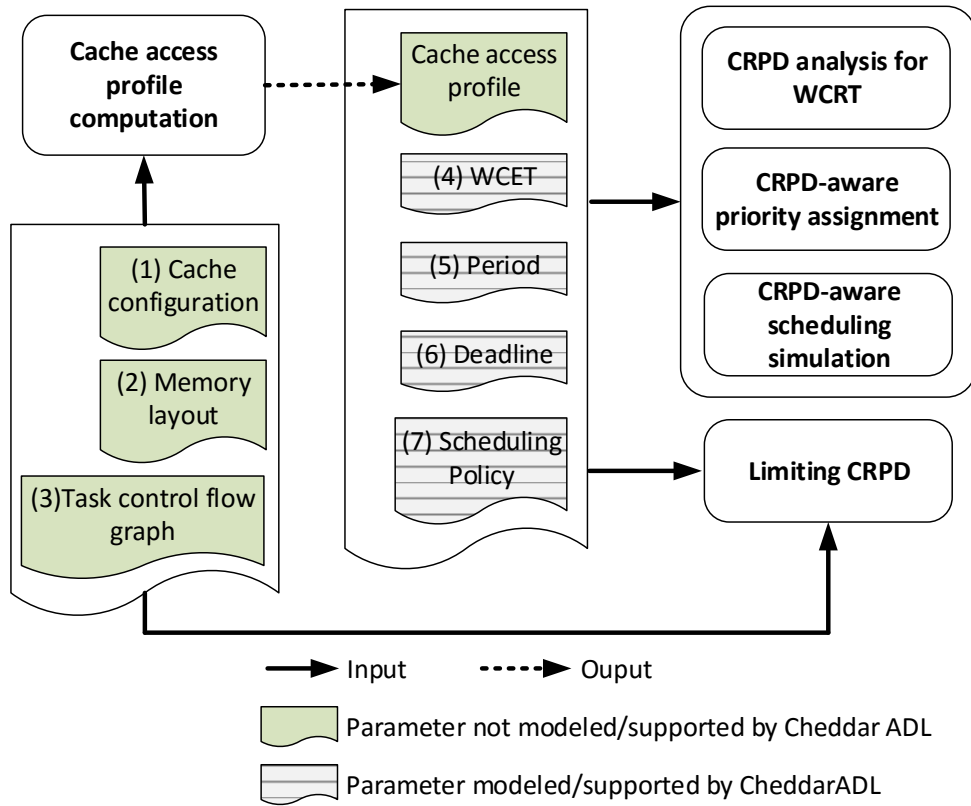 Cache access
profile
computation
Cache access
profile
(4) WCET
(5) Period
(6) Deadline
(7) Scheduling
Policy
CRPD analysis for
WCRT
CRPD-aware
priority assignment
CRPD-aware
scheduling
simulation
(1) Cache
configuration
(2) Memory
layout
(3)Task control flow
graph
Limiting CRPD
Input
Ouput
Parameter not modeled/supported by Cheddar ADL
Parameter modeled/supported by CheddarADL